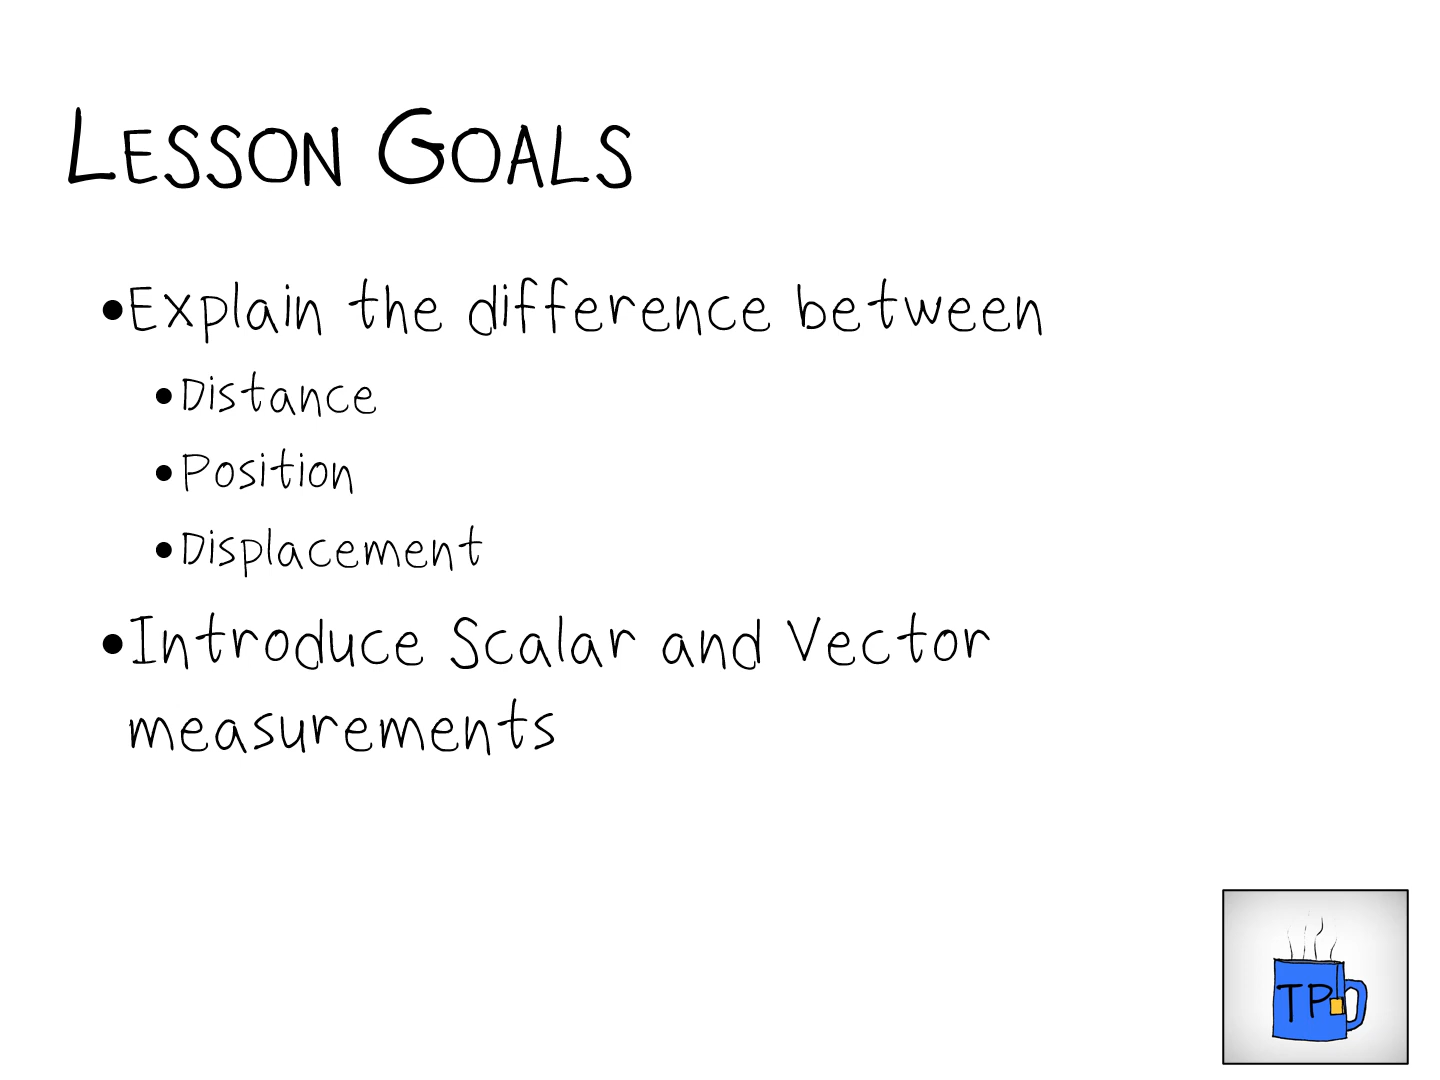 Lesson Goals
•Explain the difference between
•Distance
•Position
•Displacement
•Introduce Scalar and Vector
measurements
TP